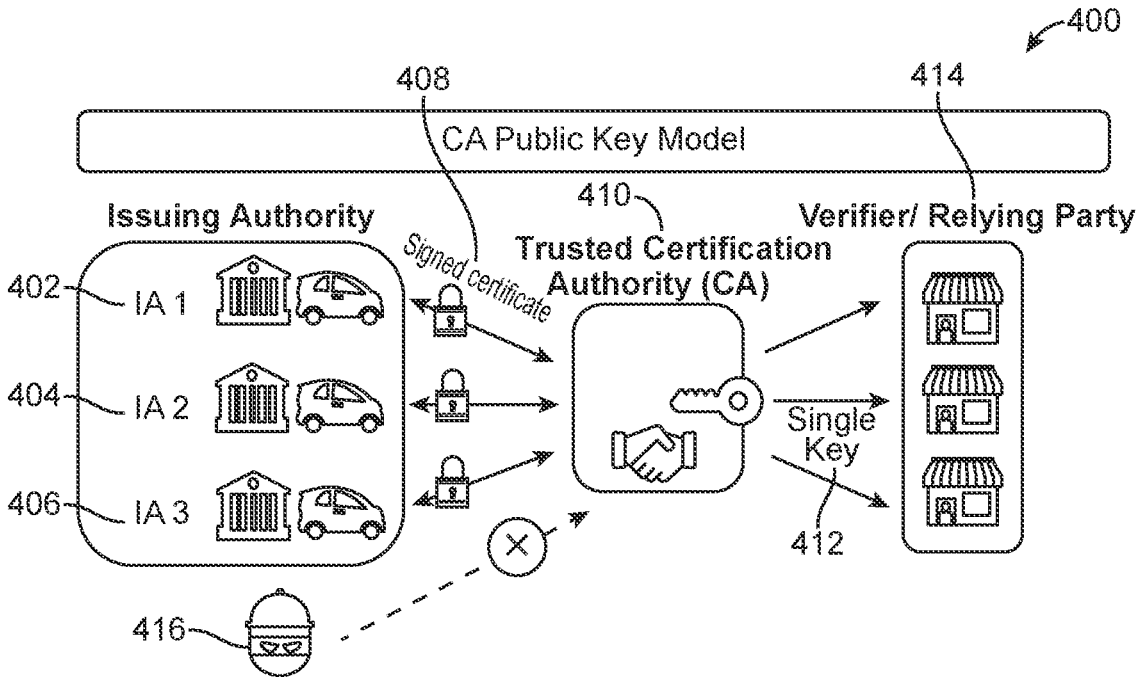 400
408
414
CA Public Key Model
410
Issuing Authority
Verifier/ Relying Party
Signed certificate
Trusted Certification
Authority (CA)
402
IA 1
404
IA 2
Single
Key
406
IA 3
412
416